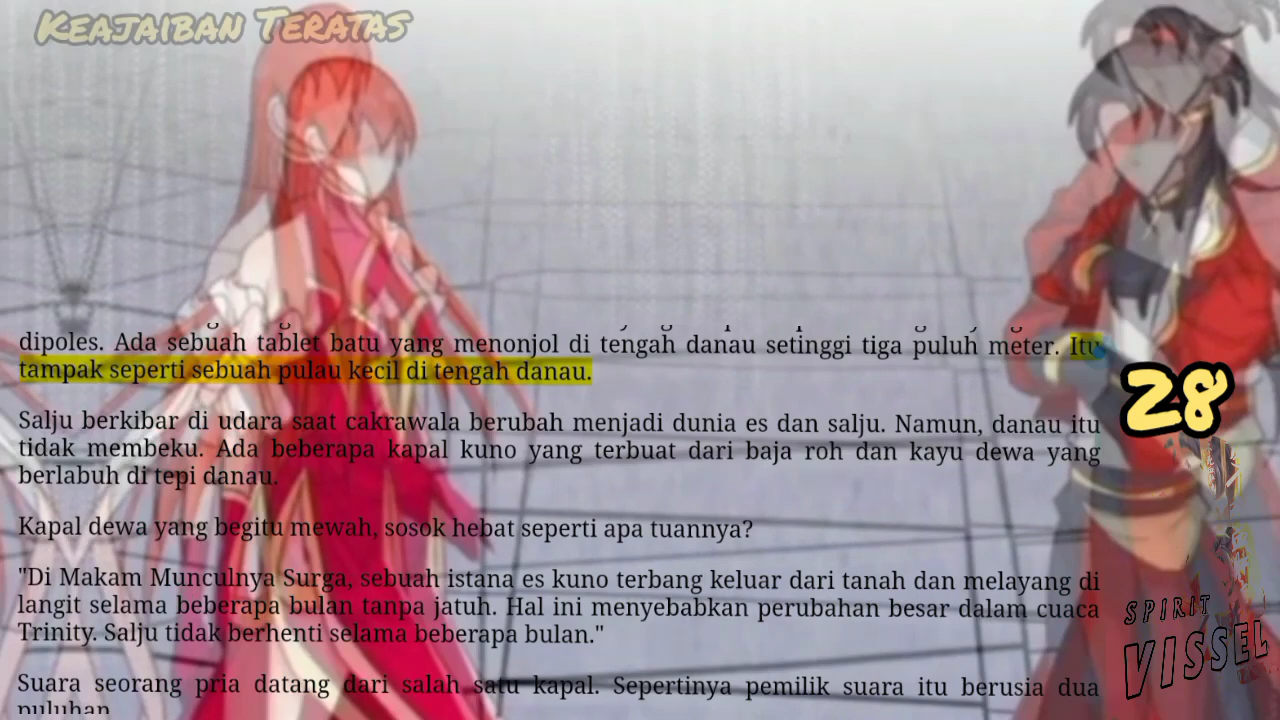 KEAJAIBAN TERATAS
dipoles. Ada sebuah tablet batu yang menonjol di tengah danau setinggi tiga puluh meter. Itu
tampak seperti sebuah pulau kecil di tengah danau.
Salju berkibar di udara saat cakrawala berubah menjadi dunia es dan salju. Namun, danau itu
tidak membeku. Ada beberapa kapal kuno yang terbuat dari baja roh dan kayu dewa yang
berlabuh di tepi danau.
Kapal dewa yang begitu mewah, sosok hebat seperti apa tuannya?
"Di Makam Munculnya Surga, sebuah istana es kuno terbang keluar dari tanah dan melayang di
langit selama beberapa bulan tanpa jatuh. Hal ini menyebabkan perubahan besar dalam cuaca
Trinity. Salju tidak berhenti selama beberapa bulan."
Suara seorang pria datang dari salah satu kapal. Sepertinya pemilik suara itu berusia dua
puluhan
28
SPIRIT
VISSEL